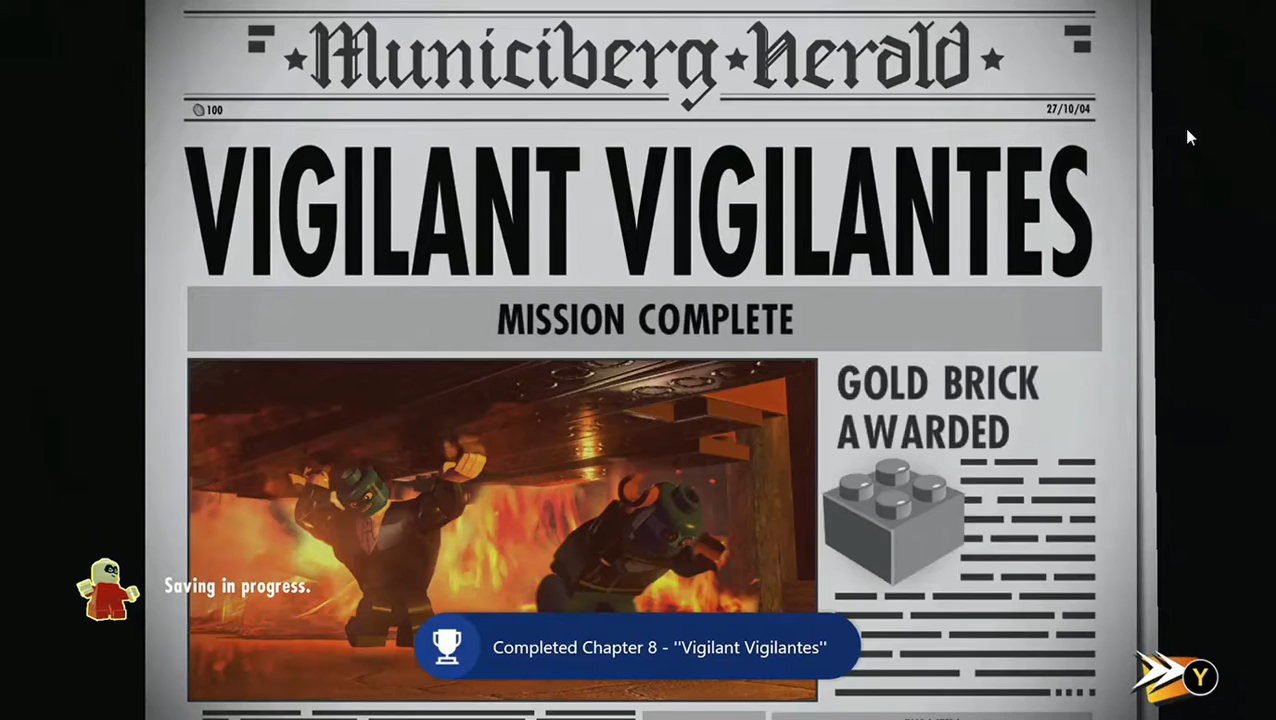 Municiberg Herald
100
27/10/04
VIGILANT VIGILANTES
MISSION COMPLETE
GOLD BRICK
AWARDED
Saving in progress.
Completed Chapter 8 - "Vigilant Vigilantes"
Y